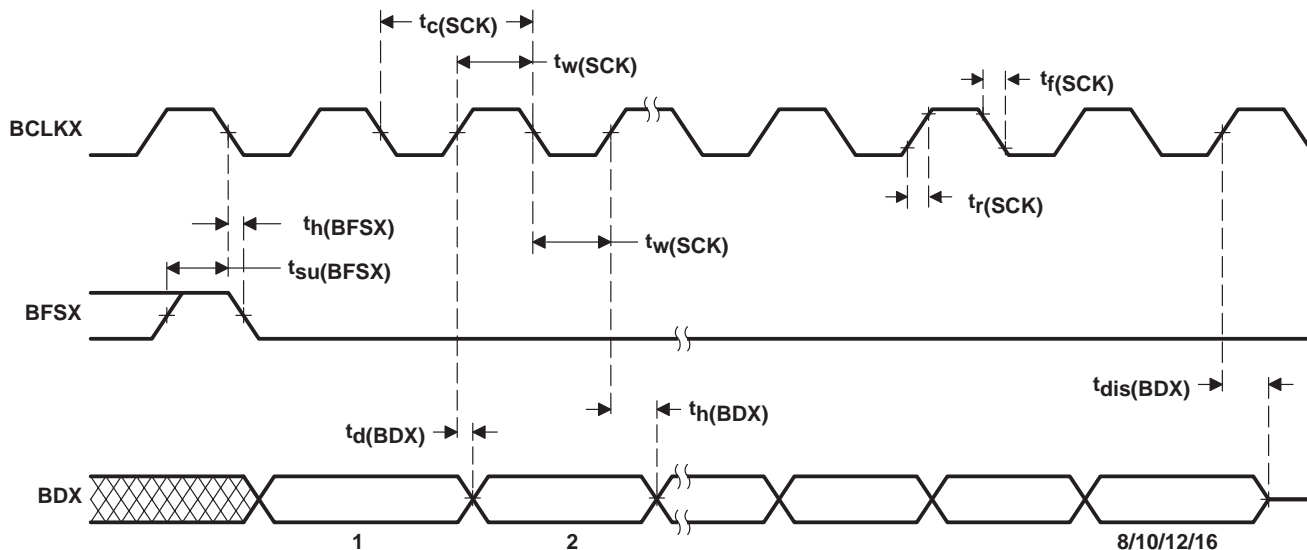 tc(SCK)
tw(SCK)
tf(SCK)
BCLKX
tr(SCK)
th(BFSX)
tw(SCK)
tsu(BFSX)
BFSX
tdis(BDX)
th(BDX)
td(BDX)
BDX
1 2 8/10/12/16